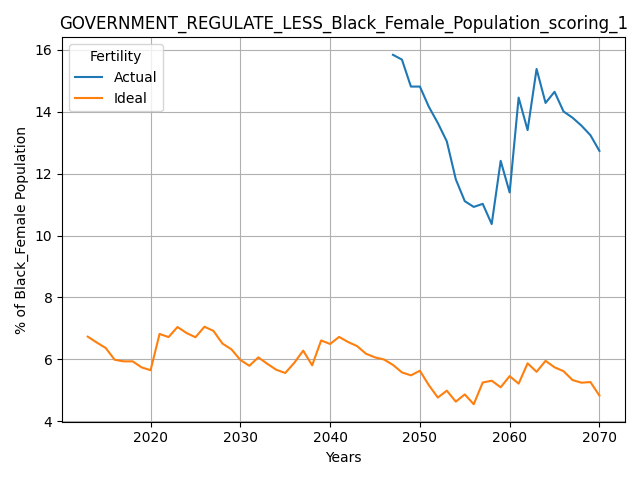 GOVERNMENT_REGULATE_LESS_Black_Female_Population_scoring_1
Fertility
Actual
Ideal
% of Black_Female Population
16
14
12
10
8
6
4
2020 2030 2040 2050 2060 2070
Years